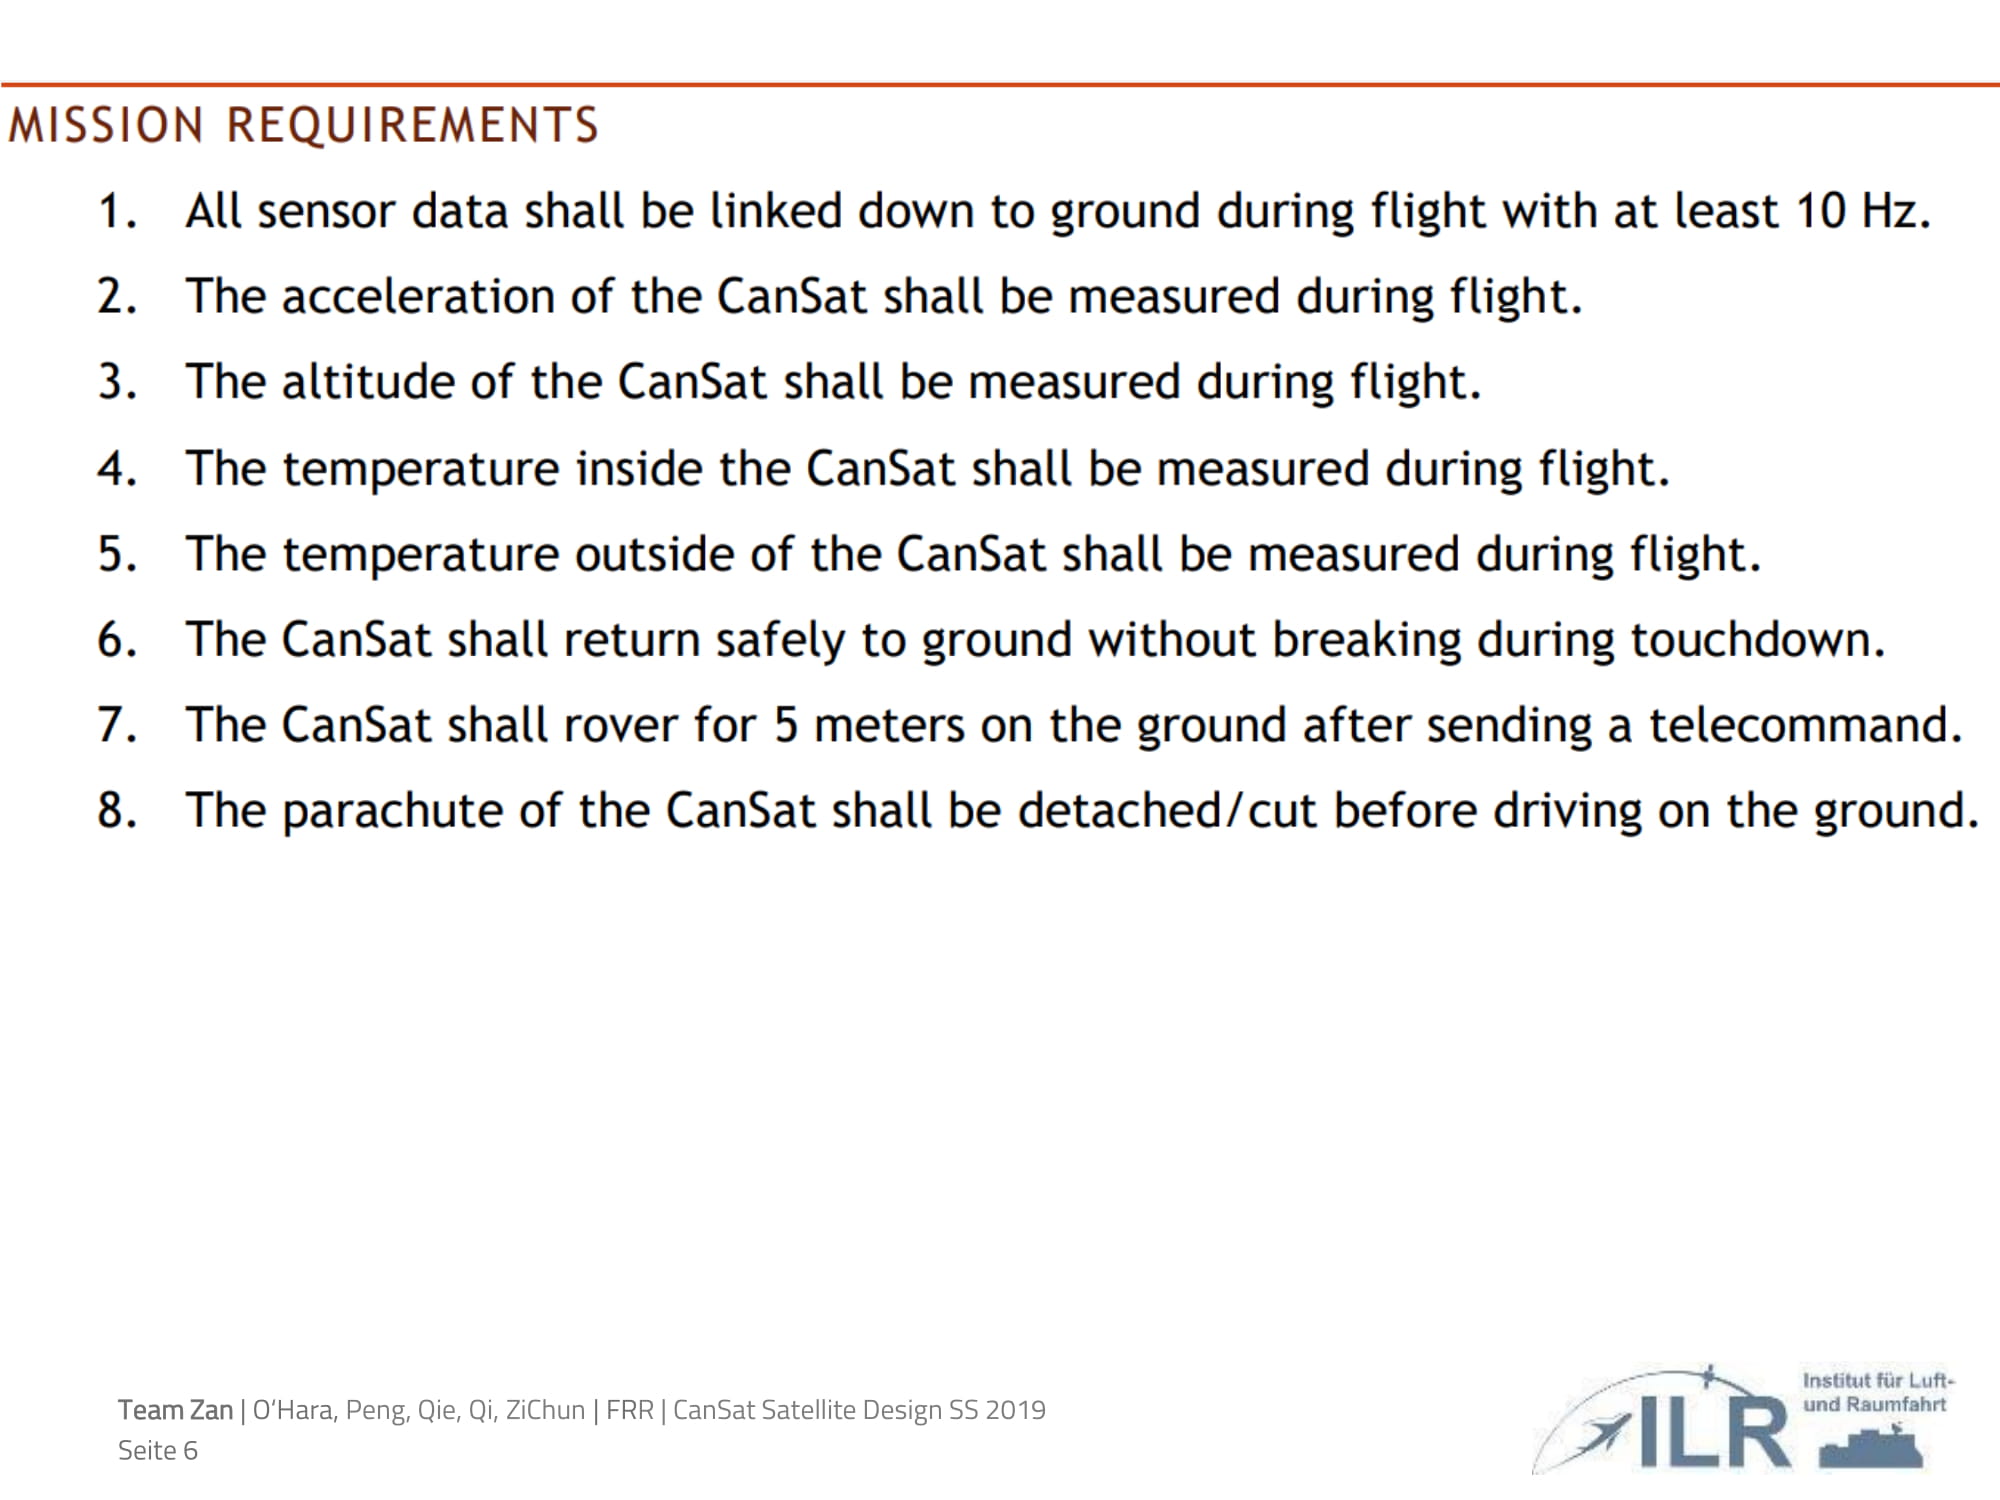 MISSION REQUIREMENTS
1. All sensor data shall be linked down to ground during flight with at least 10 Hz.
2. The acceleration of the CanSat shall be measured during flight.
3. The altitude of the CanSat shall be measured during flight.
4. The temperature inside the CanSat shall be measured during flight.
5. The temperature outside of the CanSat shall be measured during flight.
6. The CanSat shall return safely to ground without breaking during touchdown.
7. The CanSat shall rover for 5 meters on the ground after sending a telecommand.
8. The parachute of the CanSat shall be detached/cut before driving on the ground.
Team Zan | O‘Hara, Peng, Qie, Qi, ZiChun | FRR | CanSat Satellite Design SS 2019
Seite 6
ILR
Institut für Luft-
und Raumfahrt